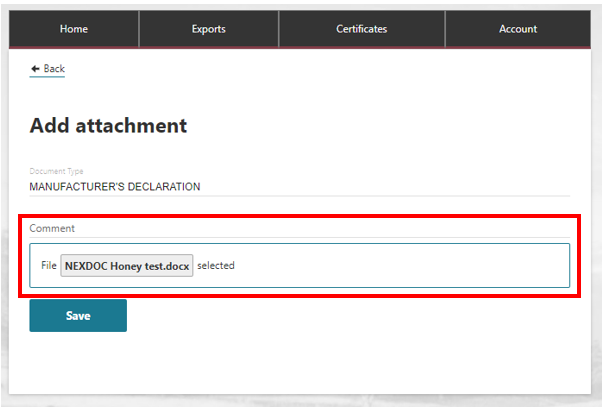 Home Exports Certificates Account
Back
Add attachment
Document Type
MANUFACTURER'S DECLARATION
Comment
File NEXDOC Honey test.docx selected
Save